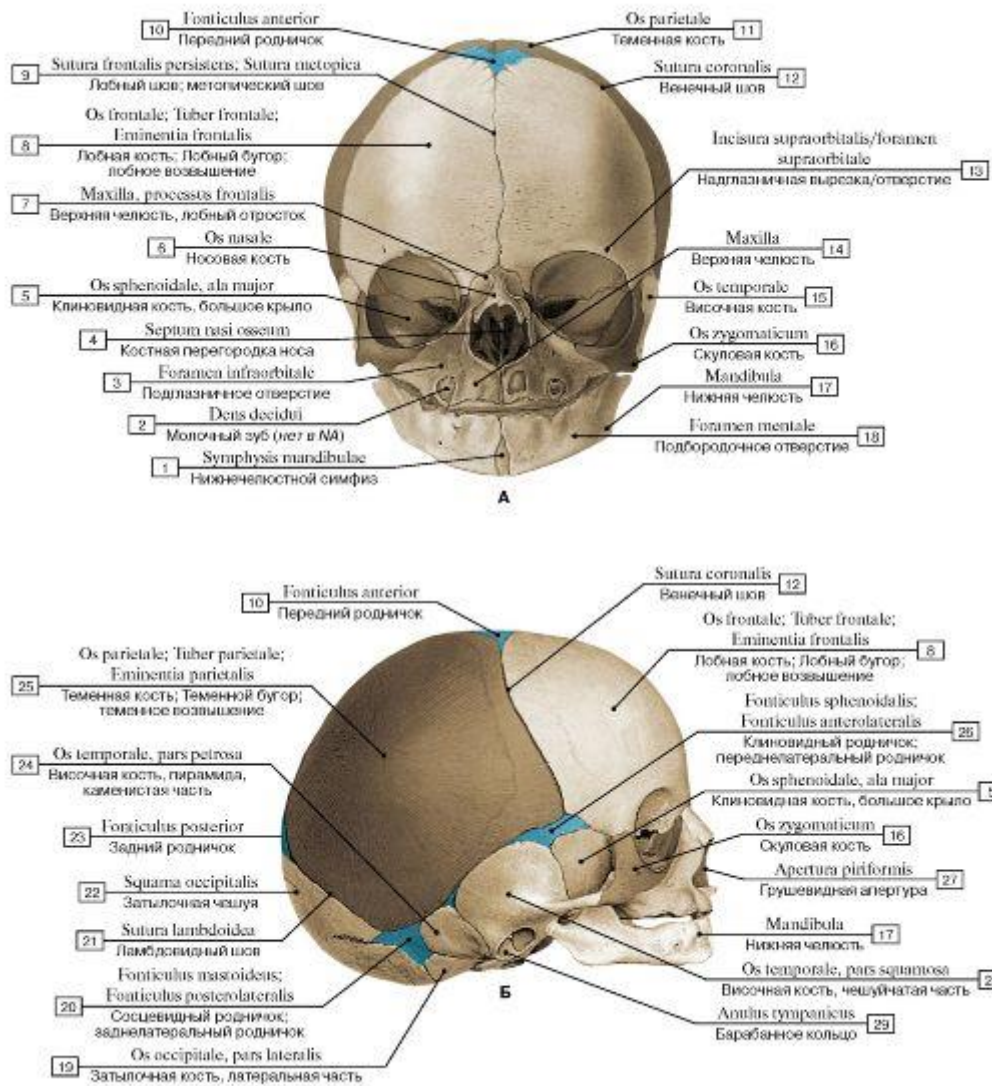 10
Fonticulus anterior
Передний родничок
9
Sutura frontalis persistens; Sutura metopica
Лобный шов; метопический шов
8
Os frontale; Tuber frontale;
Eminentia frontalis
Лобная кость; Лобный бугор;
лобное возвышение
7
Maxilla, processus frontalis
Верхняя челюсть, лобный отросток
6
Os nasale
Носовая кость
5
Os sphenoidale, ala major
Клиновидная кость, большое крыло
4
Septum nasi osseum
Костная перегородка носа
3
Foramen infraorbitale
Подглазничное отверстие
2
Dens decidui
Молочный зуб (нет в NA)
1
Symphysis mandibulae
Нижнечелюстной симфиз
Os parietale
11
Теменная кость
Sutura coronalis
12
Венечный шов
Incisura supraorbitalis/foramen
supraorbitale
13
Надглазничная вырезка/отверстие
Maxilla
14
Верхняя челюсть
Os temporale
15
Височная кость
Os zygomaticum
16
Скуловая кость
Mandibula
17
Нижняя челюсть
Foramen mentale
18
Подбородочное отверстие
А
10
Fonticulus anterior
Передний родничок
25
Os parietale; Tuber parietale;
Eminentia parietalis
Теменная кость; Теменной бугор;
теменное возвышение
24
Os temporale, pars petrosa
Височная кость, пирамида,
каменистая часть
23
Fonticulus posterior
Задний родничок
22
Squama occipitalis
Затылочная чешуя
21
Sutura lambdoidea
Ламбдовидный шов
20
Fonticulus mastoideus;
Fonticulus posterolateralis
Сосцевидный родничок;
заднелатеральный родничок
19
Os occipitale, pars lateralis
Затылочная кость, латеральная часть
Sutura coronalis
12
Венечный шов
Os frontale; Tuber frontale;
Eminentia frontalis
8
Лобная кость; Лобный бугор;
лобное возвышение
Fonticulus sphenoidalis;
Fonticulus anterolateralis
26
Клиновидный родничок;
переднелатеральный родничок
Os sphenoidale, ala major
Клиновидная кость, большое крыло
Os zygomaticum
16
Скуловая кость
Apertura piriformis
27
Грушевидная апертура
Mandibula
17
Нижняя челюсть
Os temporale, pars squamosa
Височная кость, чешуйчатая часть
Anulus tympanicus
29
Барабанное кольцо
Б